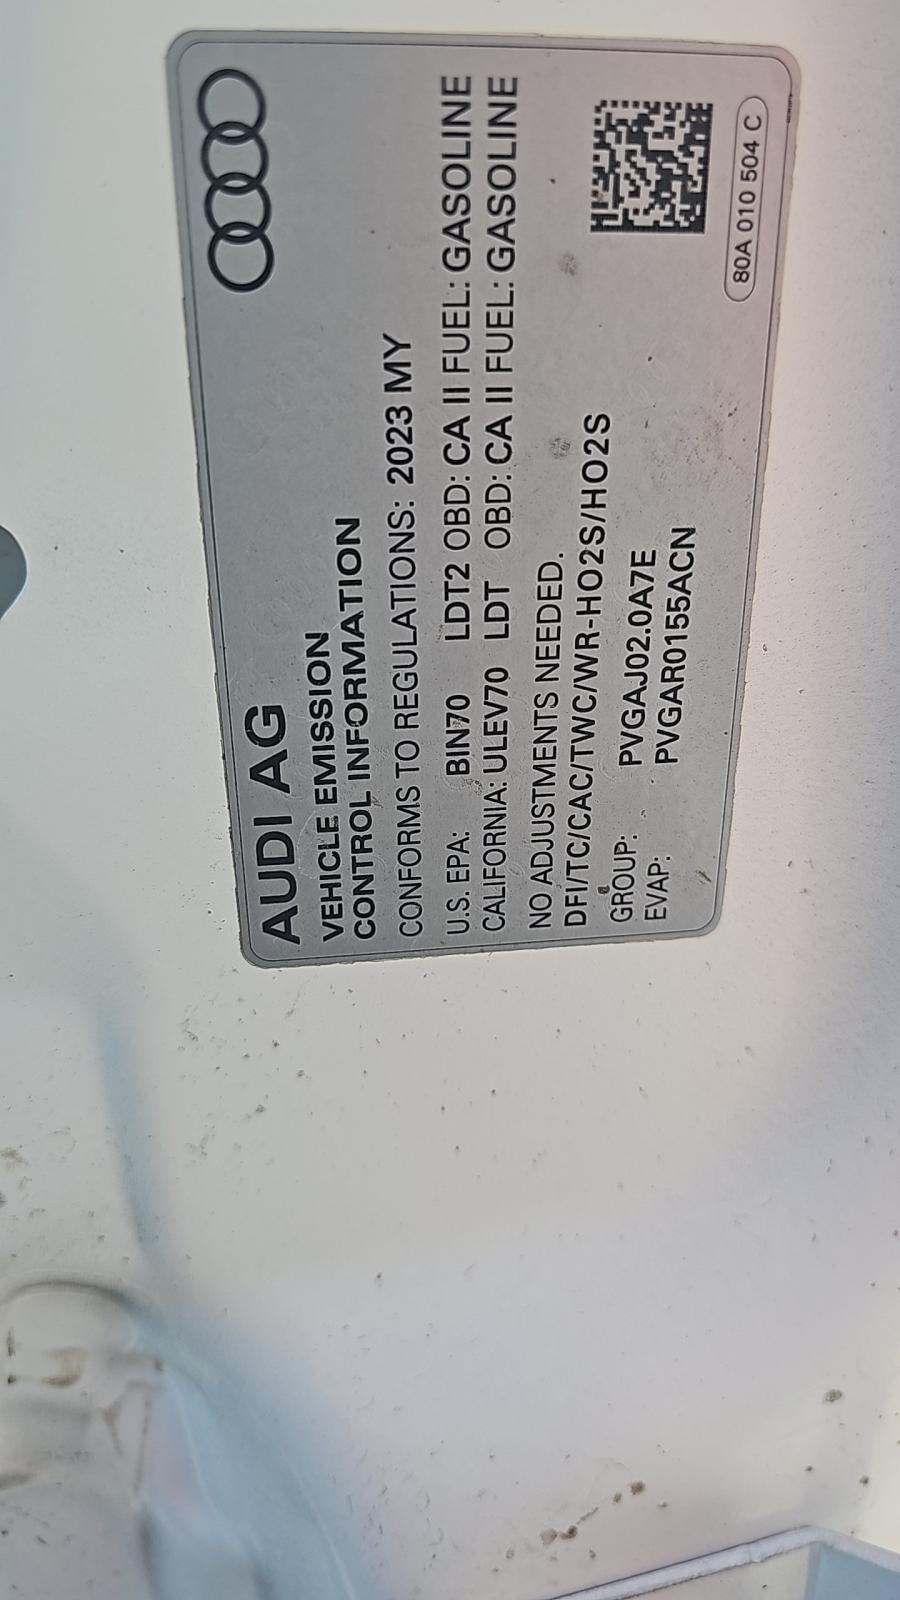 AUDI AG
VEHICLE EMISSION
CONTROL INFORMATION
CONFORMS TO REGULATIONS: 2023 MY
U.S. EPA: BIN70 LDT2 OBD: CA II FUEL: GASOLINE
CALIFORNIA: ULEV70 LDT OBD: CA II FUEL: GASOLINE
NO ADJUSTMENTS NEEDED.
DFI/TC/CAC/TWC/WR-HO2S/HO2S
GROUP: PVGAJ02.0A7E
EVAP: PVGAR0155ACN
80A 010 504 C